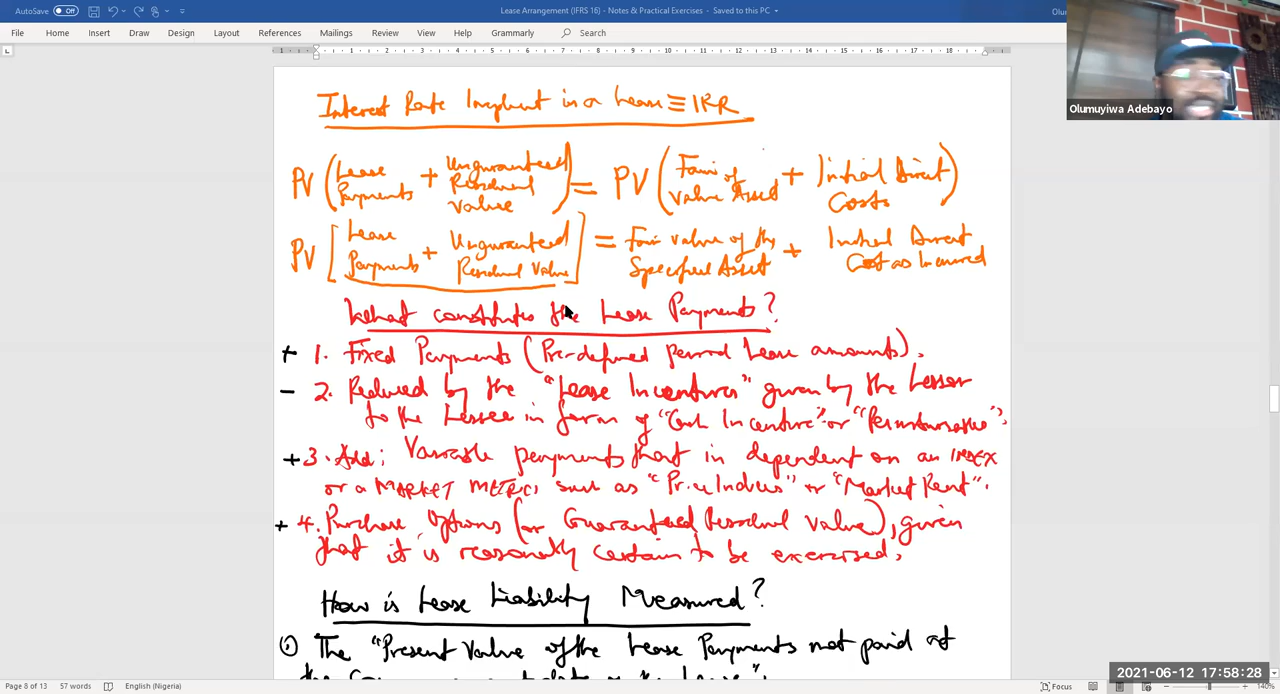 AutoSave Off Lease Arrangement (IFRS 16) - Notes & Practical Exercises - Saved to this PC Olum
File Home Insert Draw Design Layout References Mailings Review View Help Grammarly Search
Olumuyiwa Adebayo
Interest Rate Implicit in a Lease ≡ IRR
PV (Lease Payments + Unguaranteed Residual Value) = PV (Fair Value of Asset + Initial Direct Costs)
PV [Lease Payments + Unguaranteed Residual Value] = Fair value of the Specified Asset + Initial Direct Cost as Incurred
What constitutes the Lease Payments?
+ 1. Fixed Payments (Pre-defined period Lease amounts).
- 2. Reduced by the "Lease Incentives" given by the Lessor
to the Lessee in form of "Cash Incentive" or
+ 3. Add: Variable payments that is dependent on an INDEX
or a MARKET METRIC, such as "Price Indices" or "Market Rent".
+ 4. Purchase Options (or Guaranteed Residual value), given
that it is reasonably certain to be exercised.
How is Lease Liability Measured?
The "Present Value of the Lease Payments not paid at
2021-06-12 17:58:28
Page 8 of 13 57 words English (Nigeria) Focus 140%